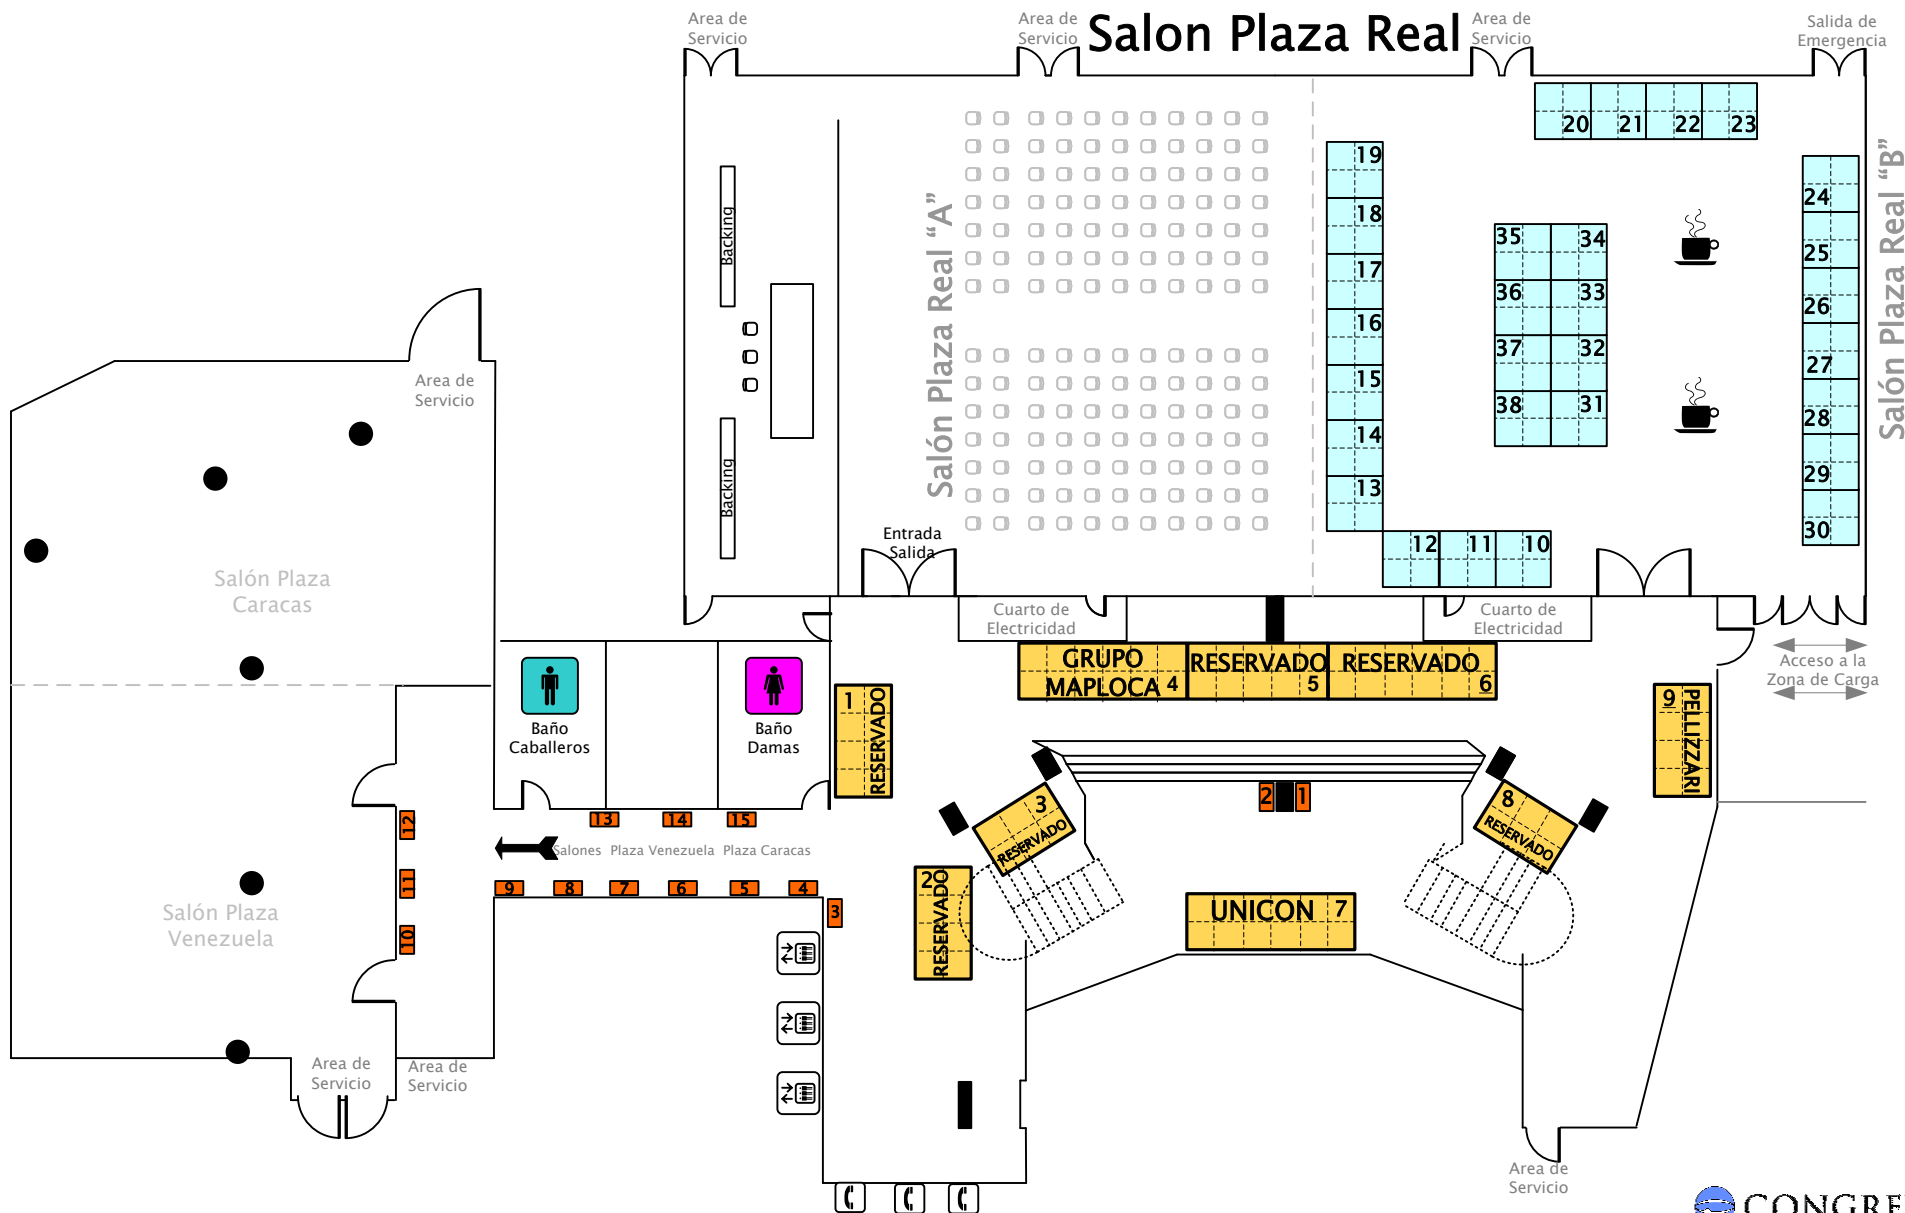 Area de
Servicio
Area de
Servicio
Salon Plaza Real
Area de
Servicio
Salida de
Emergencia
20
21
22
23
19
18
17
16
15
14
13
12
11
10
35
34
36
33
37
32
38
31
24
25
26
27
28
29
30
Salón Plaza Real “A”
Salón Plaza Real “B”
Backing
Backing
Area de
Servicio
Entrada
Salida
Salón Plaza
Caracas
Cuarto de
Electricidad
Cuarto de
Electricidad
GRUPO
MAPLOCA 4
RESERVADO
5
RESERVADO
6
Acceso a la
Zona de Carga
1
RESERVADO
9
PELLIZZARI
Baño
Caballeros
Baño
Damas
2
1
3
RESERVADO
8
RESERVADO
12
11
10
13
14
15
Salones Plaza Venezuela Plaza Caracas
9
8
7
6
5
4
3
2
RESERVADO
UNICON 7
Salón Plaza
Venezuela
Area de
Servicio
Area de
Servicio
Area de
Servicio
CONGRE